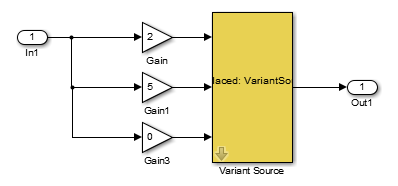 1
In1
2
Gain
5
Gain1
0
Gain3
laced: VariantSo
Variant Source
1
Out1